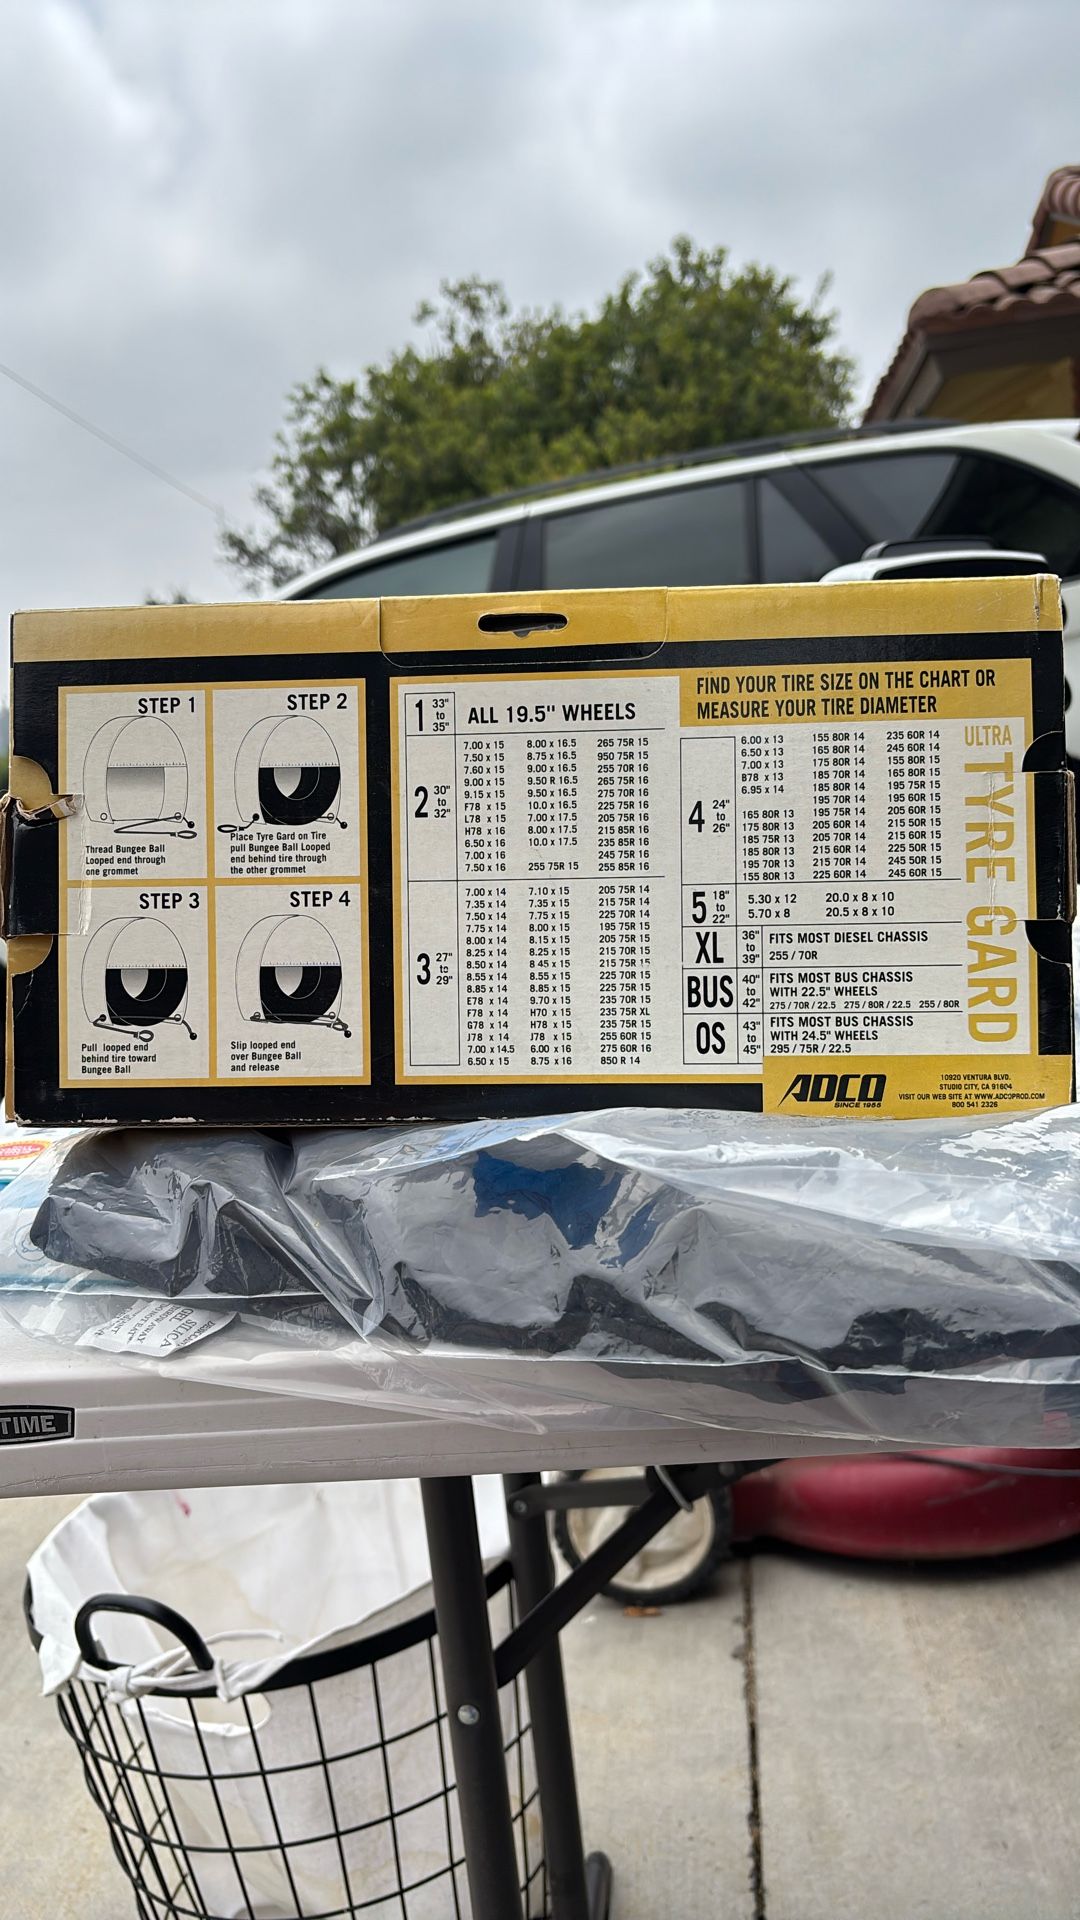 STEP 1
Thread Bungee Ball
Looped end through
one grommet
STEP 2
Place Tyre Gard on Tire
pull Bungee Ball Looped
end behind tire through
the other grommet
STEP 3
Pull looped end
behind tire toward
Bungee Ball
STEP 4
Slip looped end
over Bungee Ball
and release
1 33" to 35" ALL 19.5" WHEELS
2 30" to 32"
7.00 x 15 8.00 x 16.5 265 75R 15
7.50 x 15 8.75 x 16.5 950 75R 15
7.60 x 15 9.00 x 16.5 255 70R 16
9.00 x 15 9.50 R 16.5 265 75R 16
9.15 x 15 9.50 x 16.5 275 70R 16
F78 x 15 10.0 x 16.5 225 75R 16
L78 x 15 7.00 x 17.5 205 75R 16
H78 x 16 8.00 x 17.5 215 85R 16
6.50 x 16 10.0 x 17.5 235 85R 16
7.00 x 16 245 75R 16
7.50 x 16 255 75R 15 255 85R 16
3 27" to 29"
7.00 x 14 7.10 x 15 205 75R 14
7.35 x 14 7.35 x 15 215 75R 14
7.50 x 14 7.75 x 15 225 70R 14
7.75 x 14 8.00 x 15 195 75R 15
8.00 x 14 8.15 x 15 205 75R 15
8.25 x 14 8.25 x 15 215 70R 15
8.50 x 14 8 45 x 15 215 75R 15
8.55 x 14 8.55 x 15 225 70R 15
8.85 x 14 8.85 x 15 225 75R 15
E78 x 14 9.70 x 15 235 70R 15
F78 x 14 H70 x 15 235 75R XL
G78 x 14 H78 x 15 235 75R 15
J78 x 14 J78 x 15 255 60R 15
7.00 x 14.5 6.00 x 16 275 60R 16
6.50 x 15 8.75 x 16 850 R 14
FIND YOUR TIRE SIZE ON THE CHART OR
MEASURE YOUR TIRE DIAMETER
4 24" to 26"
6.00 x 13 155 80R 14 235 60R 14
6.50 x 13 165 80R 14 245 60R 14
7.00 x 13 175 80R 14 155 80R 15
B78 x 13 185 70R 14 165 80R 15
6.95 x 14 185 80R 14 195 75R 15
195 70R 14 195 60R 15
165 80R 13 195 75R 14 205 60R 15
175 80R 13 205 60R 14 215 50R 15
185 75R 13 205 70R 14 215 60R 15
185 80R 13 215 60R 14 225 50R 15
195 70R 13 215 70R 14 245 50R 15
155 80R 13 225 60R 14 245 60R 15
5 18" to 22"
5.30 x 12 20.0 x 8 x 10
5.70 x 8 20.5 x 8 x 10
XL 36" to 39" FITS MOST DIESEL CHASSIS
255 / 70R
BUS 40" to 42" FITS MOST BUS CHASSIS
WITH 22.5" WHEELS
275 / 70R / 22.5 275 / 80R / 22.5 255 / 80R
OS 43" to 45" FITS MOST BUS CHASSIS
WITH 24.5" WHEELS
295 / 75R / 22.5
ULTRA
TYRE GARD
ADCO
SINCE 1955
10920 VENTURA BLVD.
STUDIO CITY, CA 91604
VISIT OUR WEB SITE AT WWW.ADCOPROD.COM
800 541 2326
SILICA
GEL
THROW AWAY
DO NOT EAT
TIME